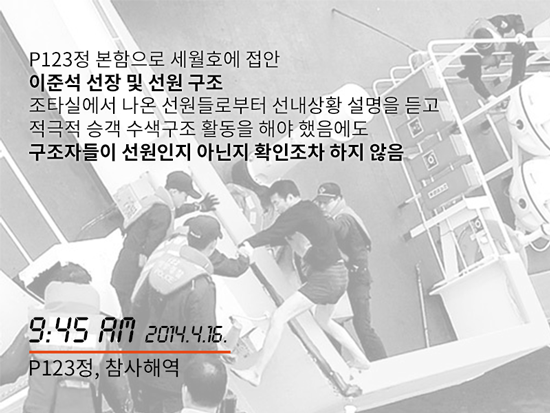 P123정 본함으로 세월호에 접안
이준석 선장 및 선원 구조
조타실에서 나온 선원들로부터 선내상황 설명을 듣고
적극적 승객 수색구조 활동을 해야 했음에도
구조자들이 선원인지 아닌지 확인조차 하지 않음
9:45 AM 2014.4.16.
P123정, 참사해역